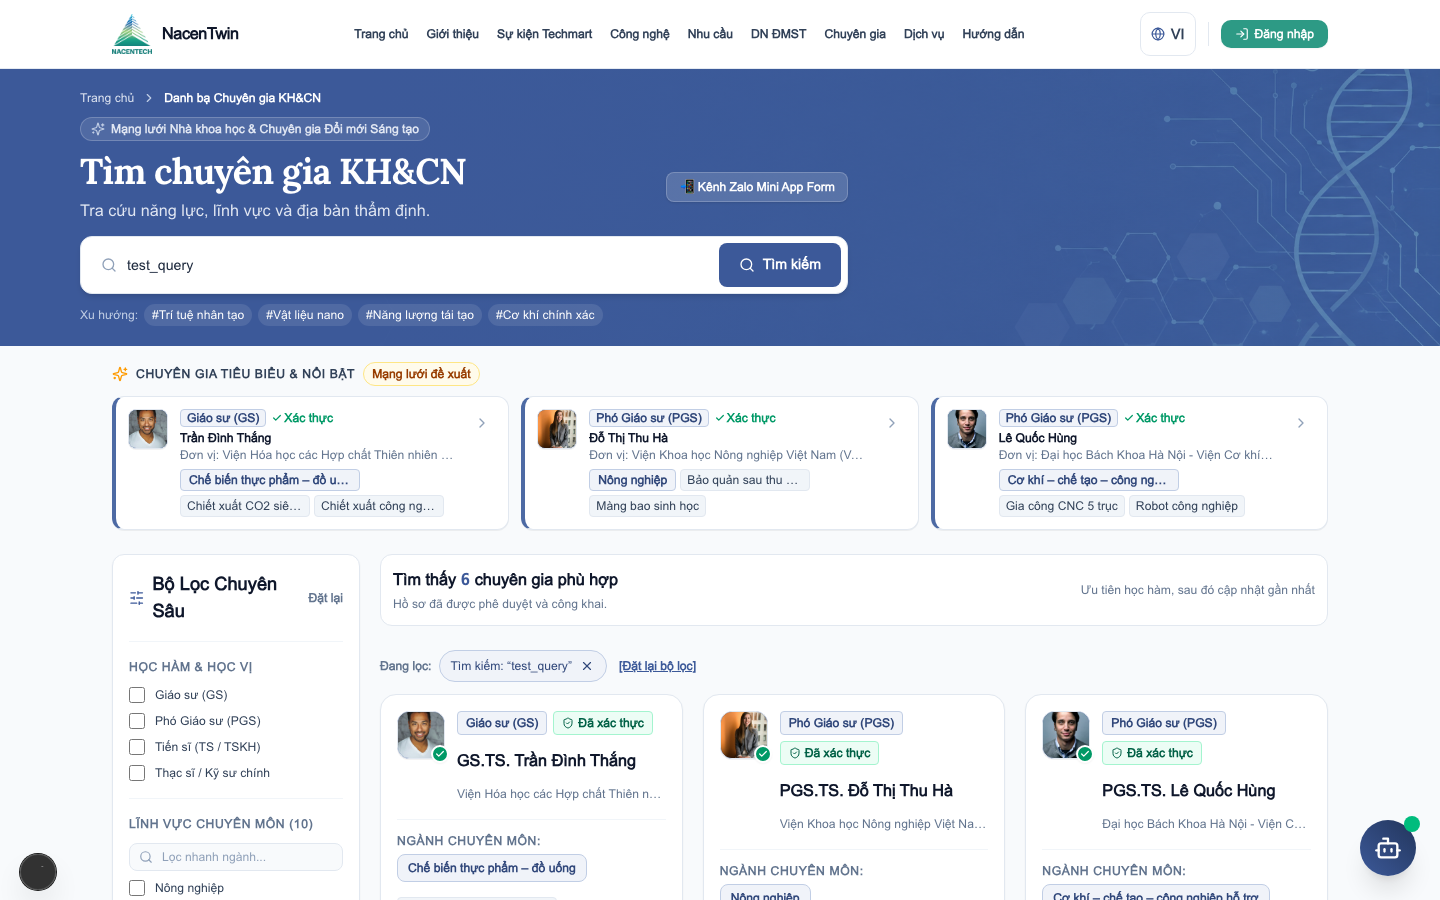 NACENTECH
NacenTwin
Trang chủ
Giới thiệu
Sự kiện Techmart
Công nghệ
Nhu cầu
DN ĐMST
Chuyên gia
Dịch vụ
Hướng dẫn
VI
Đăng nhập
Trang chủ
Danh bạ Chuyên gia KH&CN
Mạng lưới Nhà khoa học & Chuyên gia Đổi mới Sáng tạo
Tìm chuyên gia KH&CN
Kênh Zalo Mini App Form
Tra cứu năng lực, lĩnh vực và địa bàn thẩm định.
test_query
Tìm kiếm
Xu hướng:
#Trí tuệ nhân tạo
#Vật liệu nano
#Năng lượng tái tạo
#Cơ khí chính xác
CHUYÊN GIA TIÊU BIỂU & NỔI BẬT
Mạng lưới đề xuất
Giáo sư (GS)
Xác thực
Trần Đình Thắng
Đơn vị: Viện Hóa học các Hợp chất Thiên nhiên ...
Chế biến thực phẩm – đồ u...
Chiết xuất CO2 siê...
Chiết xuất công ng...
Phó Giáo sư (PGS)
Xác thực
Đỗ Thị Thu Hà
Đơn vị: Viện Khoa học Nông nghiệp Việt Nam (V...
Nông nghiệp
Bảo quản sau thu ...
Màng bao sinh học
Phó Giáo sư (PGS)
Xác thực
Lê Quốc Hùng
Đơn vị: Đại học Bách Khoa Hà Nội - Viện Cơ khí...
Cơ khí – chế tạo – công ng...
Gia công CNC 5 trục
Robot công nghiệp
Bộ Lọc Chuyên
Sâu
Đặt lại
HỌC HÀM & HỌC VỊ
Giáo sư (GS)
Phó Giáo sư (PGS)
Tiến sĩ (TS / TSKH)
Thạc sĩ / Kỹ sư chính
LĨNH VỰC CHUYÊN MÔN (10)
Lọc nhanh ngành...
Nông nghiệp
Tìm thấy 6 chuyên gia phù hợp
Hồ sơ đã được phê duyệt và công khai.
Ưu tiên học hàm, sau đó cập nhật gần nhất
Đang lọc:
Tìm kiếm: “test_query”
[Đặt lại bộ lọc]
Giáo sư (GS)
Đã xác thực
GS.TS. Trần Đình Thắng
Viện Hóa học các Hợp chất Thiên n...
NGÀNH CHUYÊN MÔN:
Chế biến thực phẩm – đồ uống
Phó Giáo sư (PGS)
Đã xác thực
PGS.TS. Đỗ Thị Thu Hà
Viện Khoa học Nông nghiệp Việt Na...
NGÀNH CHUYÊN MÔN:
Nông nghiệp
Phó Giáo sư (PGS)
Đã xác thực
PGS.TS. Lê Quốc Hùng
Đại học Bách Khoa Hà Nội - Viện C...
NGÀNH CHUYÊN MÔN:
Cơ khí – chế tạo – công nghiệp hỗ trợ